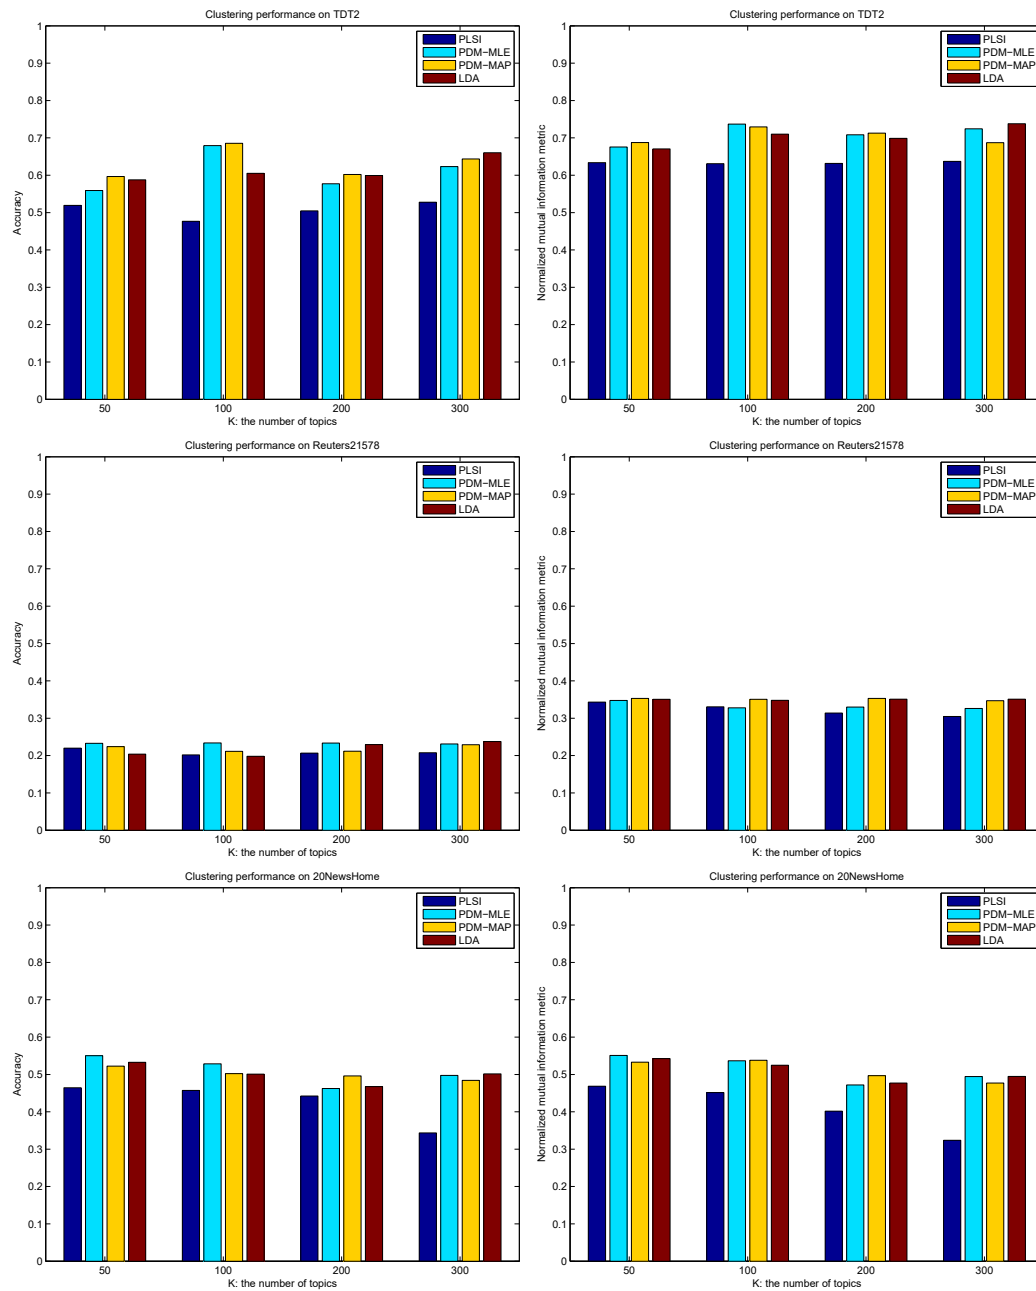 Clustering performance on TDT2
PLSI
PDM−MLE
PDM−MAP
LDA
Accuracy
1
0.9
0.8
0.7
0.6
0.5
0.4
0.3
0.2
0.1
0
50 100 200 300
K: the number of topics
Clustering performance on TDT2
PLSI
PDM−MLE
PDM−MAP
LDA
Normalized mutual information metric
1
0.9
0.8
0.7
0.6
0.5
0.4
0.3
0.2
0.1
0
50 100 200 300
K: the number of topics
Clustering performance on Reuters21578
PLSI
PDM−MLE
PDM−MAP
LDA
Accuracy
1
0.9
0.8
0.7
0.6
0.5
0.4
0.3
0.2
0.1
0
50 100 200 300
K: the number of topics
Clustering performance on Reuters21578
PLSI
PDM−MLE
PDM−MAP
LDA
Normalized mutual information metric
1
0.9
0.8
0.7
0.6
0.5
0.4
0.3
0.2
0.1
0
50 100 200 300
K: the number of topics
Clustering performance on 20NewsHome
PLSI
PDM−MLE
PDM−MAP
LDA
Accuracy
1
0.9
0.8
0.7
0.6
0.5
0.4
0.3
0.2
0.1
0
50 100 200 300
K: the number of topics
Clustering performance on 20NewsHome
PLSI
PDM−MLE
PDM−MAP
LDA
Normalized mutual information metric
1
0.9
0.8
0.7
0.6
0.5
0.4
0.3
0.2
0.1
0
50 100 200 300
K: the number of topics